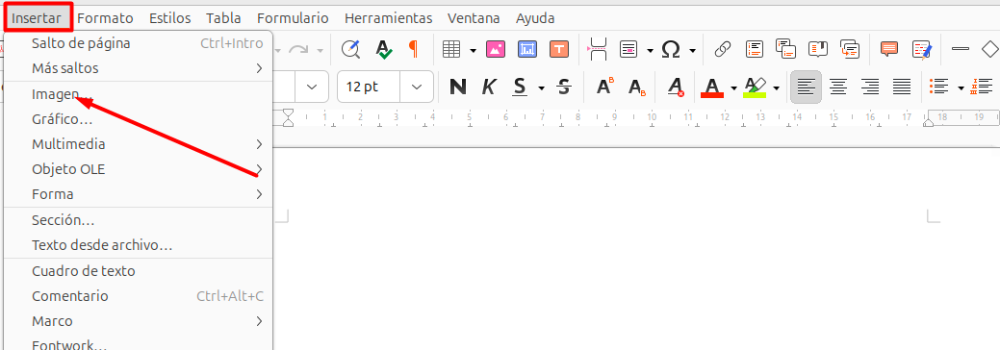 Insertar Formato Estilos Tabla Formulario Herramientas Ventana Ayuda
Salto de página Ctrl+Intro
Más saltos
Imagen…
Gráfico…
Multimedia
Objeto OLE
Forma
Sección…
Texto desde archivo…
Cuadro de texto
Comentario Ctrl+Alt+C
Marco
Fontwork…
12 pt
N K S A B A B A A
1 2 3 4 5 6 7 8 9 10 11 12 13 14 15 16 17 18 19